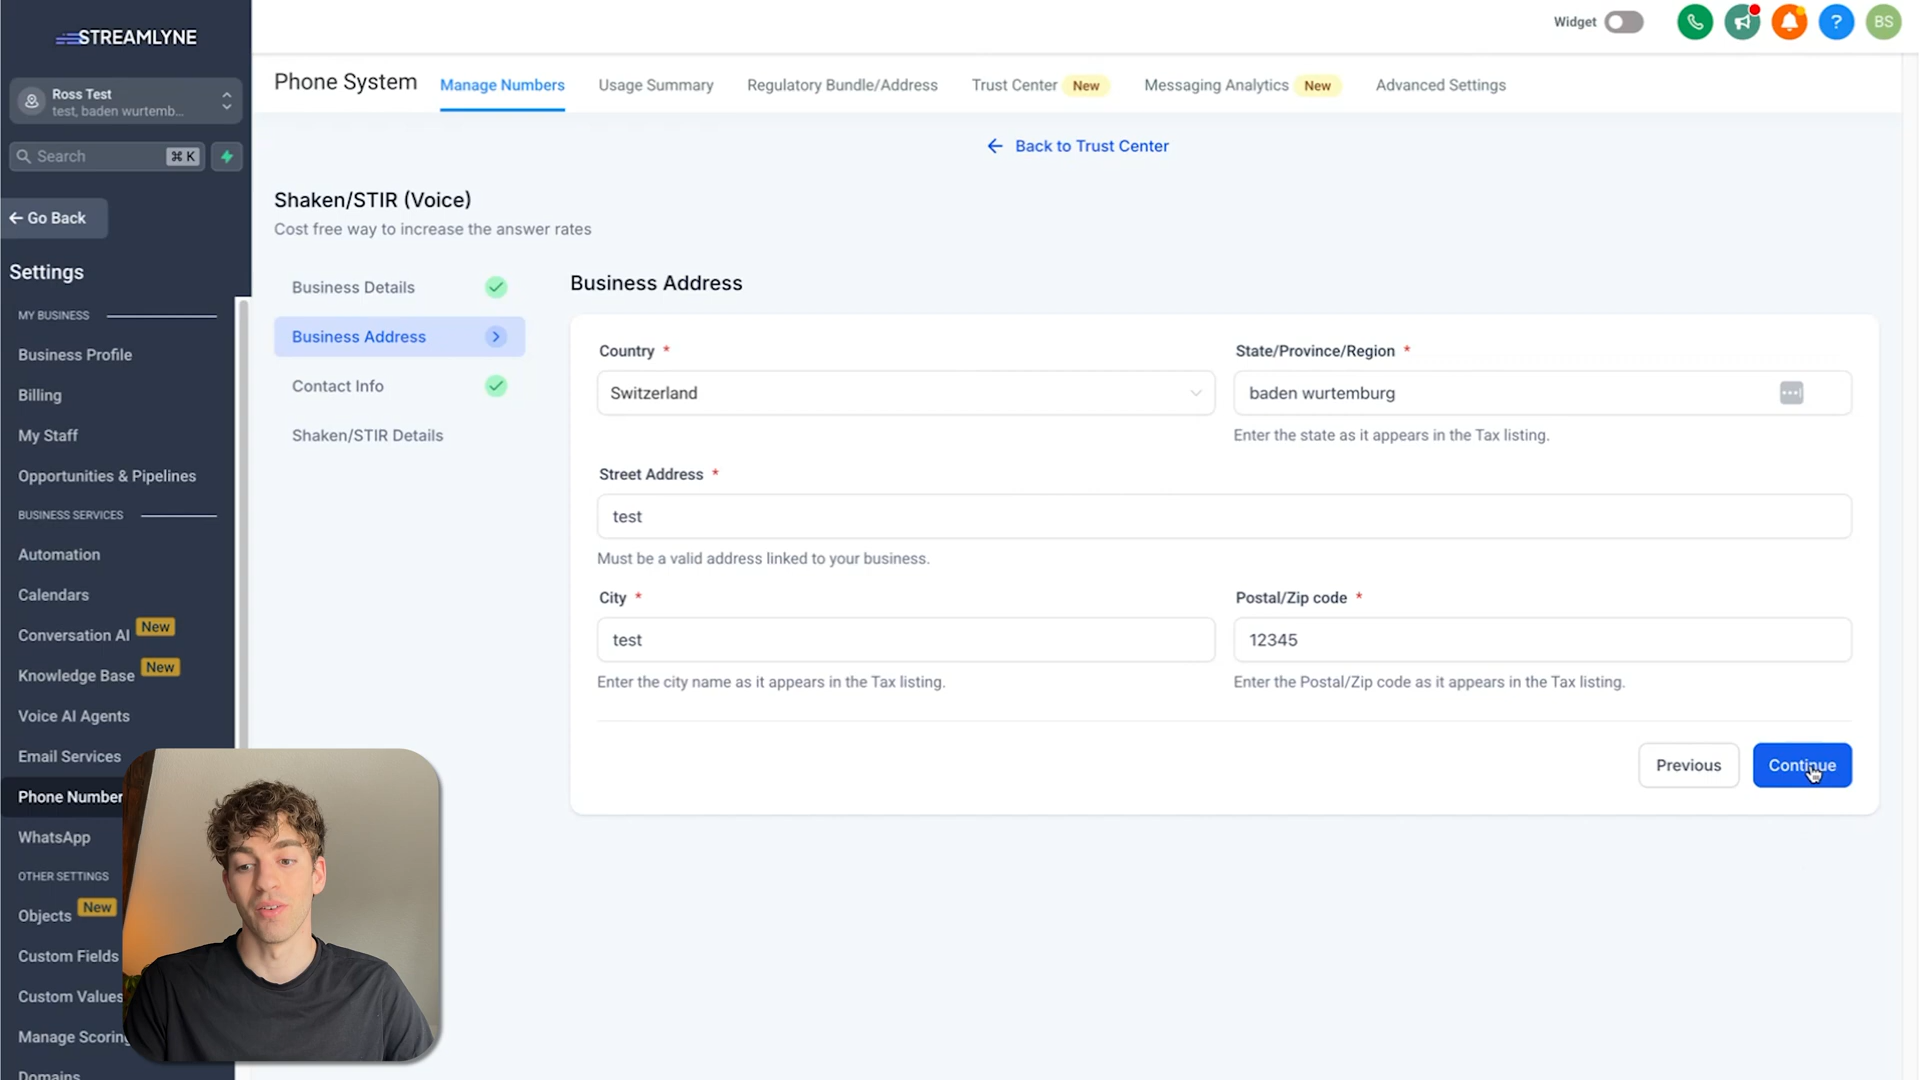 STREAMLYNE
Widget
?
BS
Ross Test
test, baden wurtemb...
Search
⌘ K
Go Back
Settings
MY BUSINESS
Business Profile
Billing
My Staff
Opportunities & Pipelines
BUSINESS SERVICES
Automation
Calendars
Conversation AI New
Knowledge Base New
Voice AI Agents
Email Services
Phone Number
WhatsApp
OTHER SETTINGS
Objects New
Custom Fields
Custom Values
Manage Scoring
Domains
Phone System
Manage Numbers
Usage Summary
Regulatory Bundle/Address
Trust Center New
Messaging Analytics New
Advanced Settings
Back to Trust Center
Shaken/STIR (Voice)
Cost free way to increase the answer rates
Business Details
Business Address
Contact Info
Shaken/STIR Details
Business Address
Country *
Switzerland
State/Province/Region *
baden wurtemburg
Enter the state as it appears in the Tax listing.
Street Address *
test
Must be a valid address linked to your business.
City *
test
Enter the city name as it appears in the Tax listing.
Postal/Zip code *
12345
Enter the Postal/Zip code as it appears in the Tax listing.
Previous
Continue